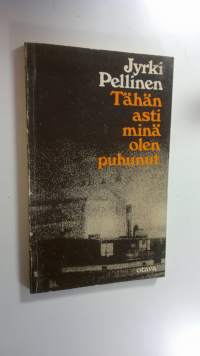 Jyrki
Pellinen
Tähän
asti
minä
olen
puhunut
OTAVA